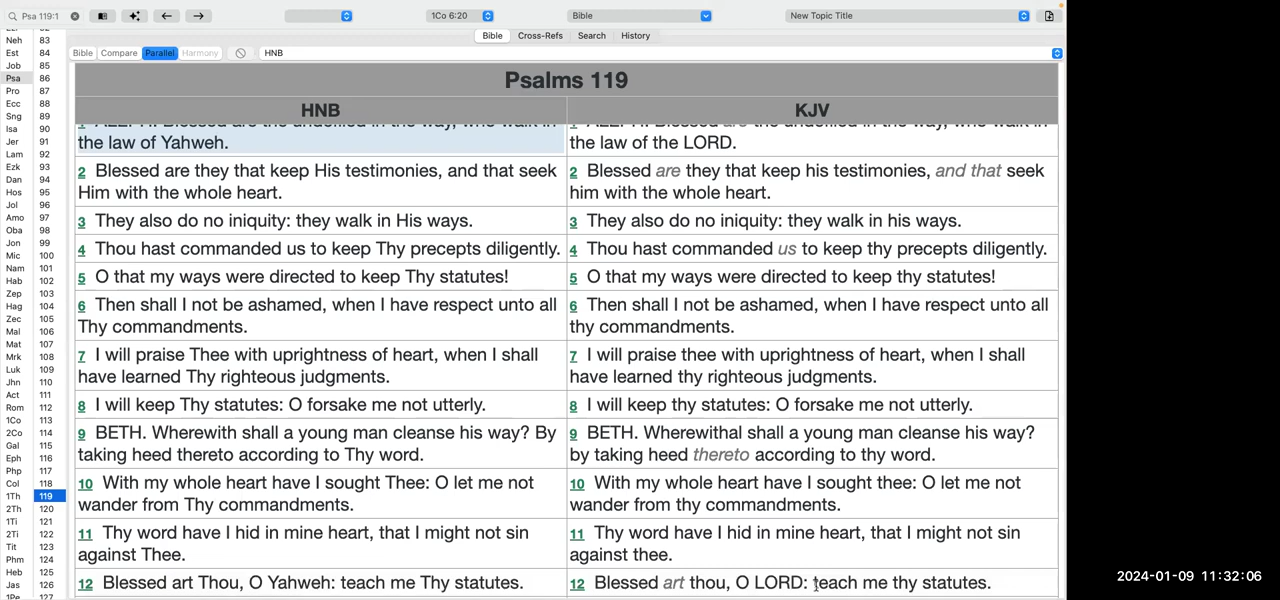 Psa 119:1
1Co 6:20
Bible
New Topic Title
Bible
Cross-Refs
Search
History
Bible
Compare
Parallel
Harmony
HNB
Neh 83
Est 84
Job 85
Psa 86
Pro 87
Ecc 88
Sng 89
Isa 90
Jer 91
Lam 92
Ezk 93
Dan 94
Hos 95
Jol 96
Amo 97
Oba 98
Jon 99
Mic 100
Nam 101
Hab 102
Zep 103
Hag 104
Zec 105
Mal 106
Mat 107
Mrk 108
Luk 109
Jhn 110
Act 111
Rom 112
1Co 113
2Co 114
Gal 115
Eph 116
Php 117
Col 118
1Th 119
2Th 120
1Ti 121
2Ti 122
Tit 123
Phm 124
Heb 125
Jas 126
1Pe 127
Psalms 119
HNB
the law of Yahweh.
2 Blessed are they that keep His testimonies, and that seek
Him with the whole heart.
3 They also do no iniquity: they walk in His ways.
4 Thou hast commanded us to keep Thy precepts diligently.
5 O that my ways were directed to keep Thy statutes!
6 Then shall I not be ashamed, when I have respect unto all
Thy commandments.
7 I will praise Thee with uprightness of heart, when I shall
have learned Thy righteous judgments.
8 I will keep Thy statutes: O forsake me not utterly.
9 BETH. Wherewith shall a young man cleanse his way? By
taking heed thereto according to Thy word.
10 With my whole heart have I sought Thee: O let me not
wander from Thy commandments.
11 Thy word have I hid in mine heart, that I might not sin
against Thee.
12 Blessed art Thou, O Yahweh: teach me Thy statutes.
KJV
the law of the LORD.
2 Blessed are they that keep his testimonies, and that seek
him with the whole heart.
3 They also do no iniquity: they walk in his ways.
4 Thou hast commanded us to keep thy precepts diligently.
5 O that my ways were directed to keep thy statutes!
6 Then shall I not be ashamed, when I have respect unto all
thy commandments.
7 I will praise thee with uprightness of heart, when I shall
have learned thy righteous judgments.
8 I will keep thy statutes: O forsake me not utterly.
9 BETH. Wherewithal shall a young man cleanse his way?
by taking heed thereto according to thy word.
10 With my whole heart have I sought thee: O let me not
wander from thy commandments.
11 Thy word have I hid in mine heart, that I might not sin
against thee.
12 Blessed art thou, O LORD: teach me thy statutes.
2024-01-09 11:32:06